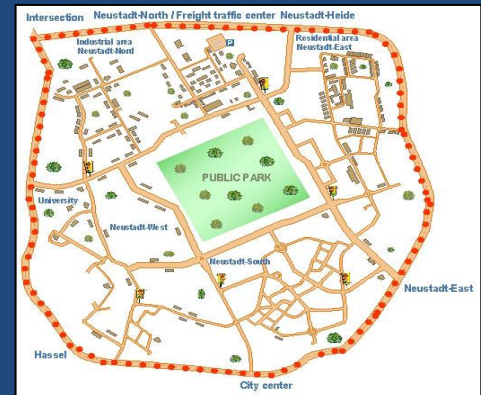 Intersection
Neustadt-North / Freight traffic center
Neustadt-Heide
Industrial area
Neustadt-Nord
P
Residential area
Neustadt-East
PUBLIC PARK
University
Neustadt-West
Neustadt-South
Neustadt-East
Hassel
City center